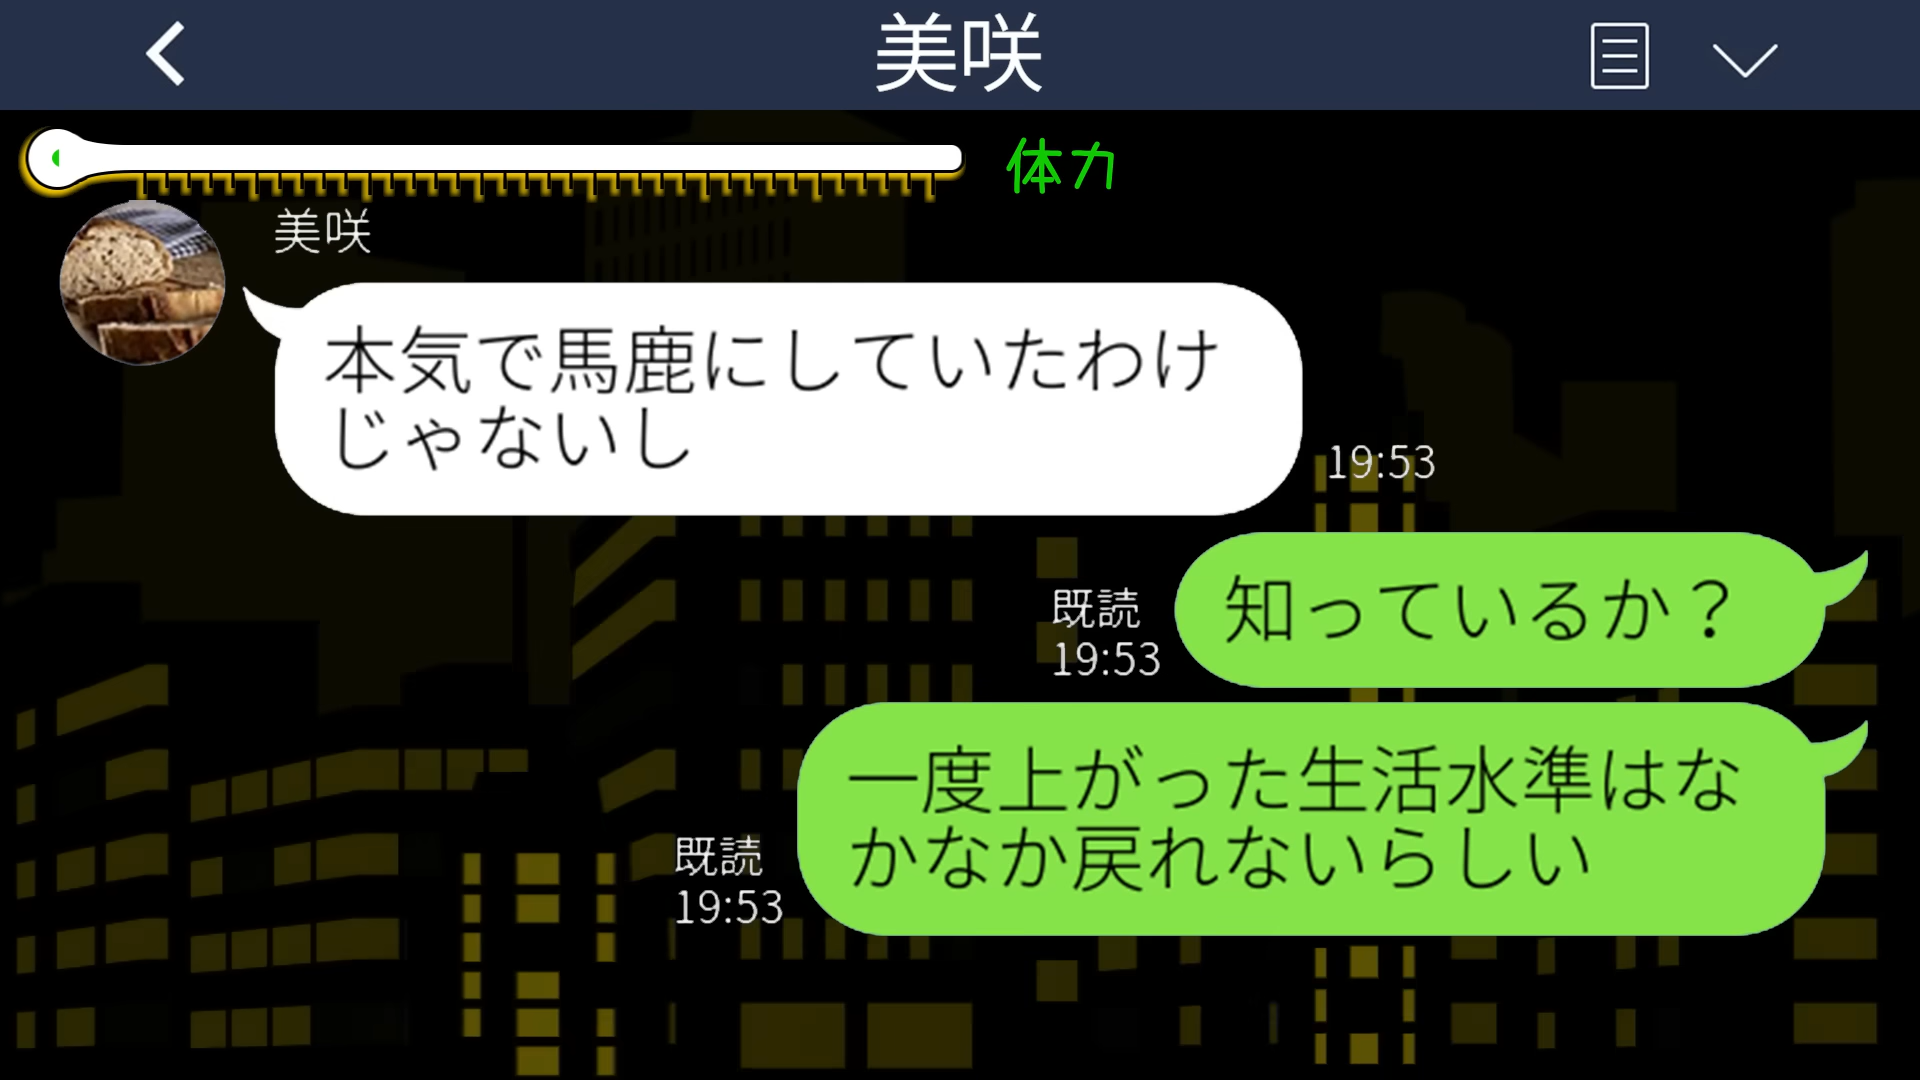 美咲
体力
美咲
本気で馬鹿にしていたわけ
じゃないし
19:53
知っているか？
既読
19:53
一度上がった生活水準はな
かなか戻れないらしい
既読
19:53